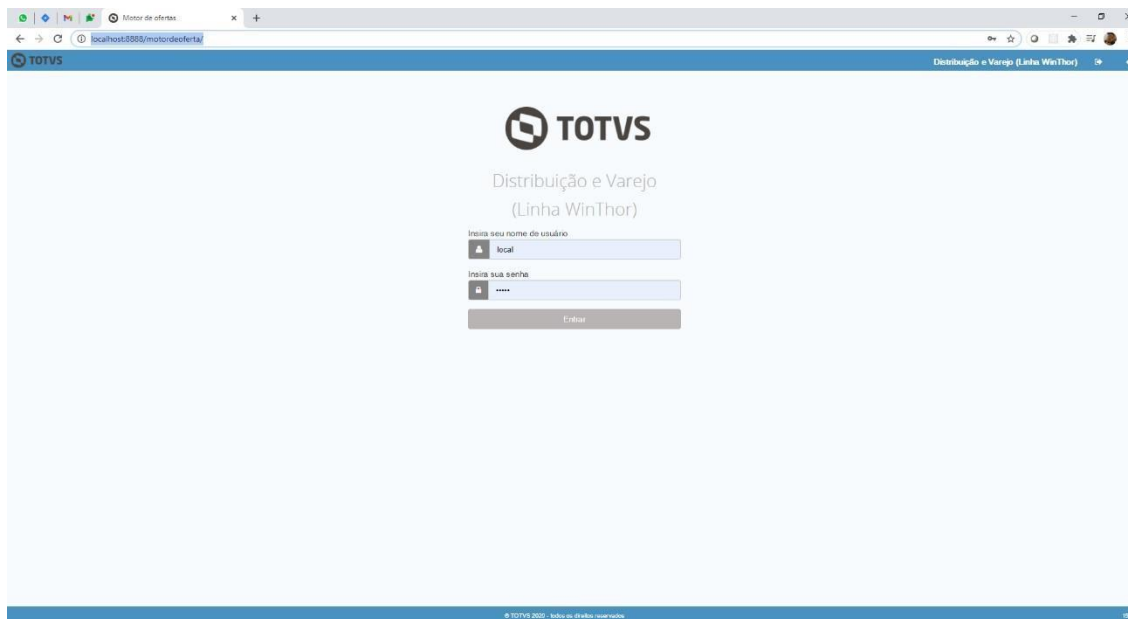 Motor de ofertas
localhost:8888/motordeoferta/
TOTVS
Distribuição e Varejo (Linha WinThor)
TOTVS
Distribuição e Varejo
(Linha WinThor)
Insira seu nome de usuário
local
Insira sua senha
•••••
Entrar
© TOTVS 2020 - todos os direitos reservados